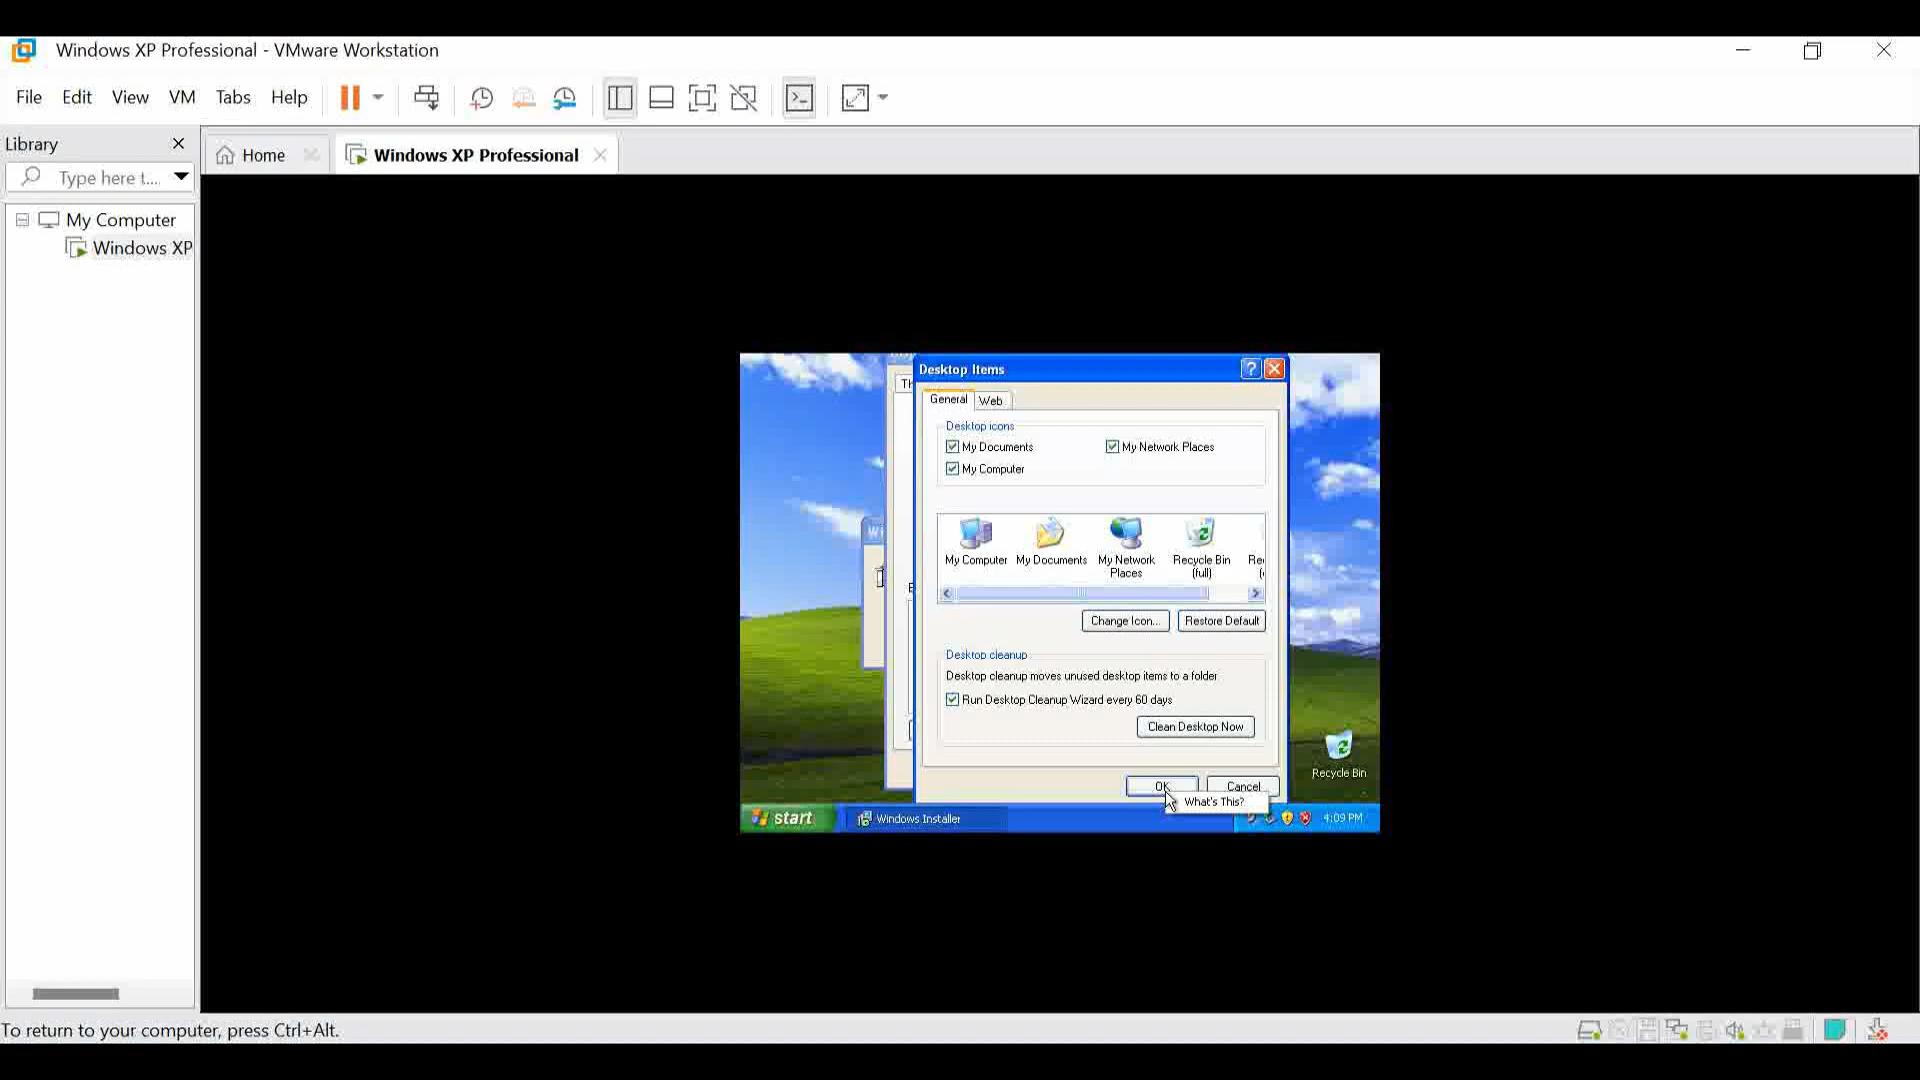 Windows XP Professional - VMware Workstation
File Edit View VM Tabs Help
Library
Home
Windows XP Professional
Type here t....
My Computer
Windows XP
Desktop Items
General Web
Desktop icons
My Documents My Network Places
My Computer
My Computer My Documents My Network Places Recycle Bin (full)
Change Icon... Restore Default
Desktop cleanup
Desktop cleanup moves unused desktop items to a folder
Run Desktop Cleanup Wizard every 60 days
Clean Desktop Now
Recycle Bin
OK Cancel
What's This?
start Windows Installer 4:09 PM
To return to your computer, press Ctrl+Alt.